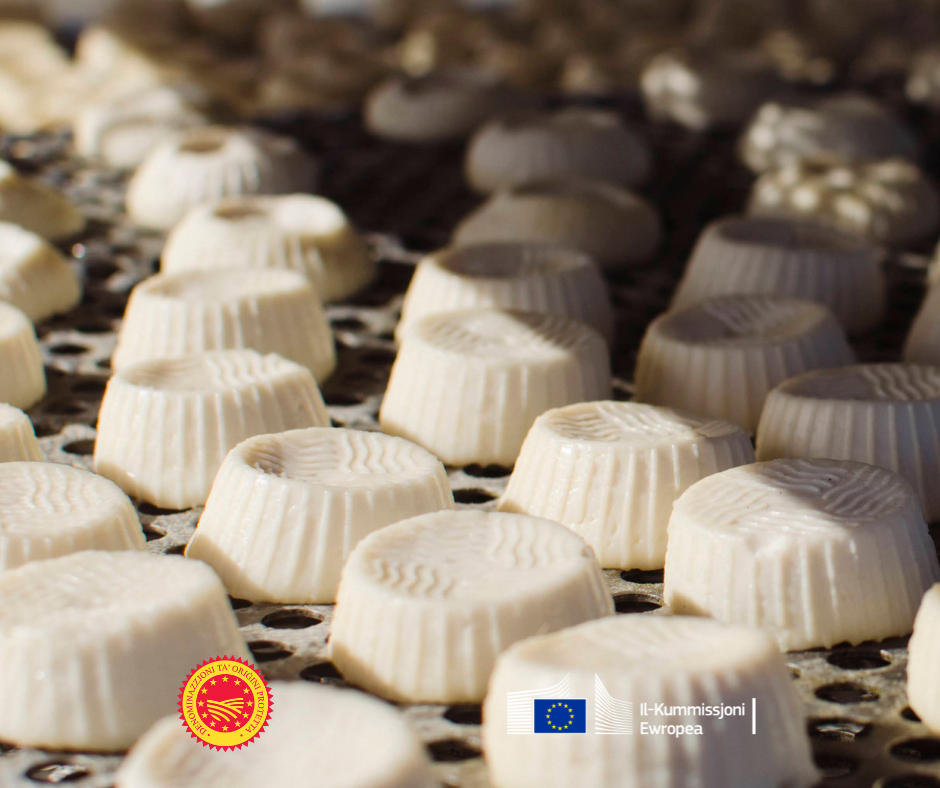 DENOMINAZZJONI TA' ORIĠINI PROTETTA
Il-Kummissjoni
Ewropea